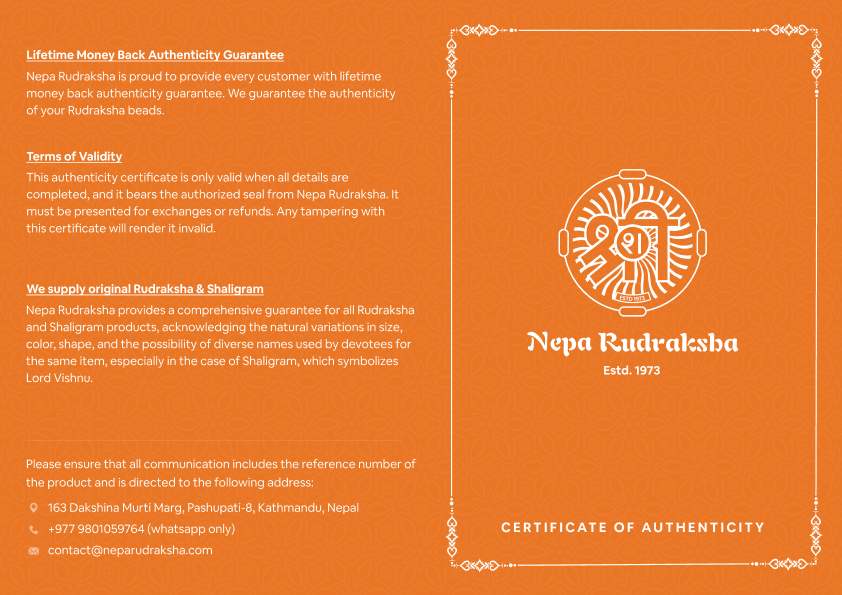 Lifetime Money Back Authenticity Guarantee
Nepa Rudraksha is proud to provide every customer with lifetime
money back authenticity guarantee. We guarantee the authenticity
of your Rudraksha beads.
Terms of Validity
This authenticity certificate is only valid when all details are
completed, and it bears the authorized seal from Nepa Rudraksha. It
must be presented for exchanges or refunds. Any tampering with
this certificate will render it invalid.
We supply original Rudraksha & Shaligram
Nepa Rudraksha provides a comprehensive guarantee for all Rudraksha
and Shaligram products, acknowledging the natural variations in size,
color, shape, and the possibility of diverse names used by devotees for
the same item, especially in the case of Shaligram, which symbolizes
Lord Vishnu.
Please ensure that all communication includes the reference number of
the product and is directed to the following address:
163 Dakshina Murti Marg, Pashupati-8, Kathmandu, Nepal
+977 9801059764 (whatsapp only)
contact@neparudraksha.com
ESTD 1973
Nepa Rudraksha
Estd. 1973
CERTIFICATE OF AUTHENTICITY